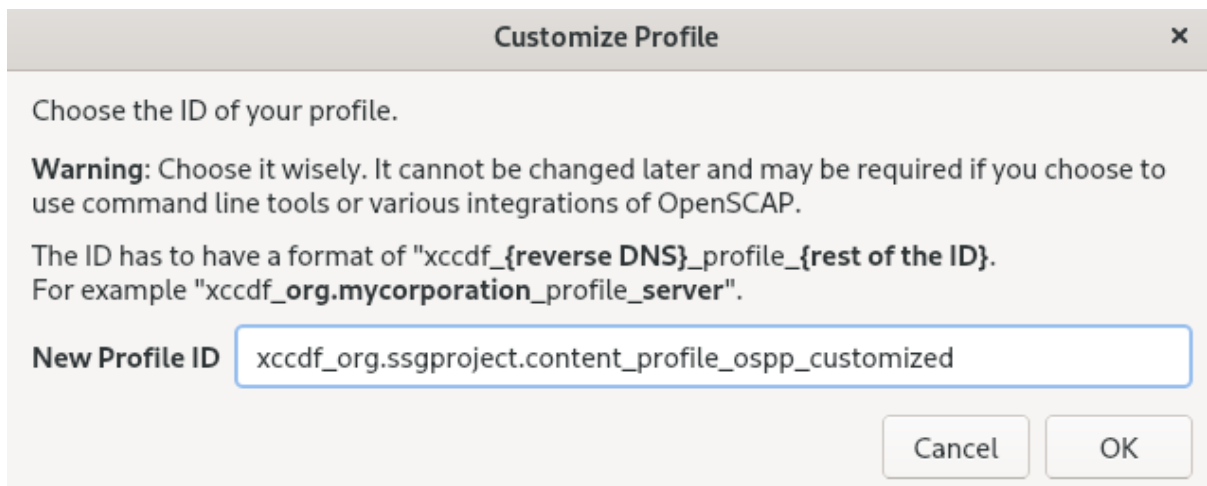 Customize Profile
×
Choose the ID of your profile.
Warning: Choose it wisely. It cannot be changed later and may be required if you choose to
use command line tools or various integrations of OpenSCAP.
The ID has to have a format of "xccdf_{reverse DNS}_profile_{rest of the ID}.
For example "xccdf_org.mycorporation_profile_server".
New Profile ID xccdf_org.ssgproject.content_profile_ospp_customized
Cancel OK